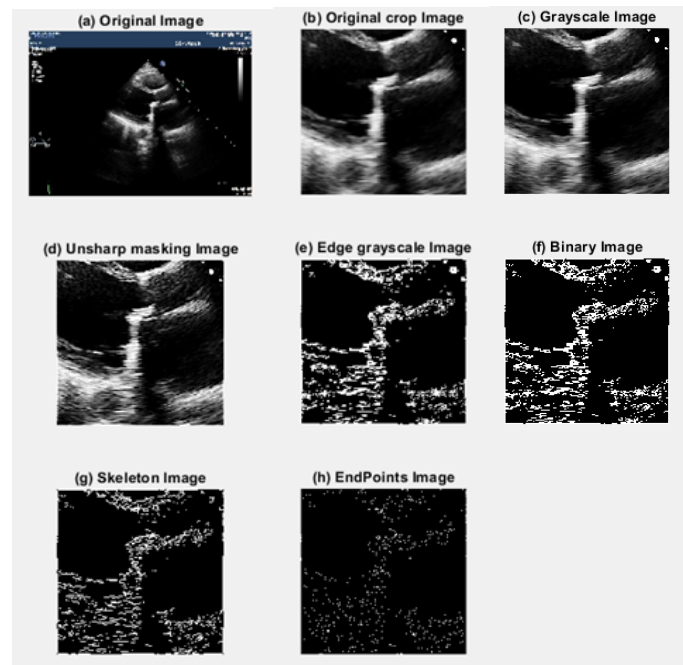 (a) Original Image
(b) Original crop Image
(c) Grayscale Image
(d) Unsharp masking Image
(e) Edge grayscale Image
(f) Binary Image
(g) Skeleton Image
(h) EndPoints Image